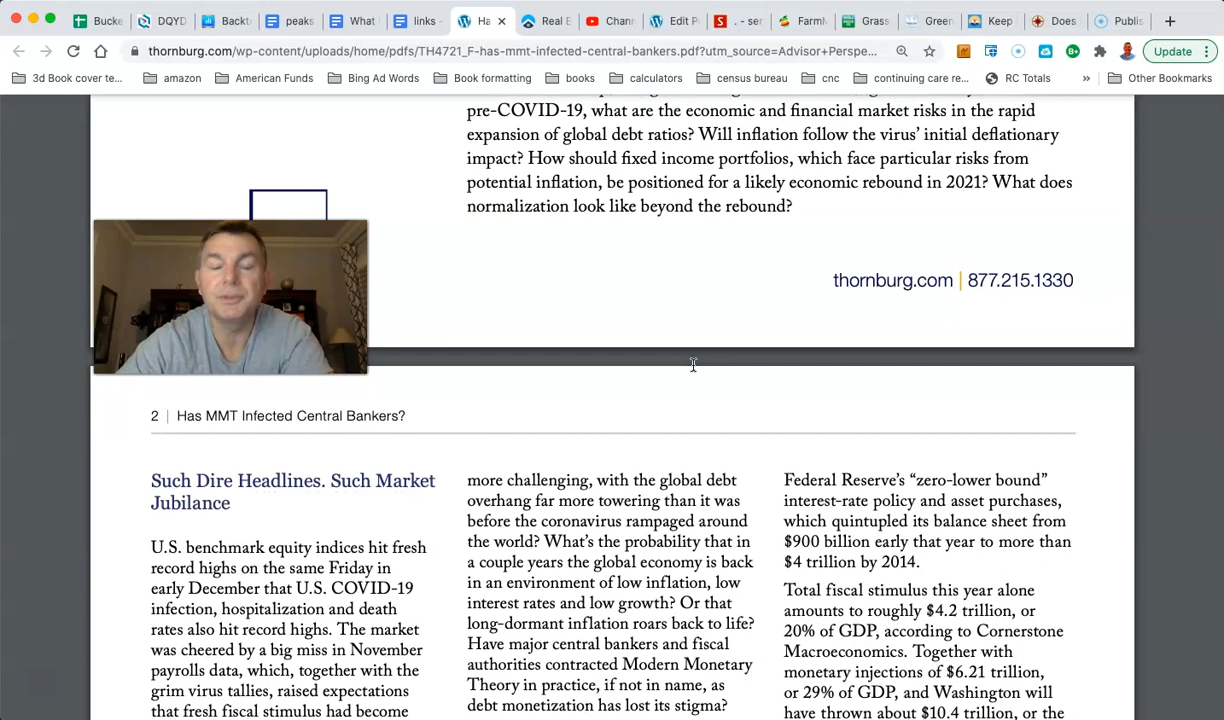 Bucke
DQYD
Backt
peaks
What
links -
Ha
Real E
Chann
Edit P
. - ser
FarmN
Grass
Green
Keep
Does
Publis
thornburg.com/wp-content/uploads/home/pdfs/TH4721_F-has-mmt-infected-central-bankers.pdf?utm_source=Advisor+Perspe...
Update
3d Book cover te...
amazon
American Funds
Bing Ad Words
Book formatting
books
calculators
census bureau
cnc
continuing care re...
RC Totals
»
Other Bookmarks
pre-COVID-19, what are the economic and financial market risks in the rapid
expansion of global debt ratios? Will inflation follow the virus’ initial deflationary
impact? How should fixed income portfolios, which face particular risks from
potential inflation, be positioned for a likely economic rebound in 2021? What does
normalization look like beyond the rebound?
thornburg.com | 877.215.1330
2 | Has MMT Infected Central Bankers?
Such Dire Headlines. Such Market
Jubilance
U.S. benchmark equity indices hit fresh
record highs on the same Friday in
early December that U.S. COVID-19
infection, hospitalization and death
rates also hit record highs. The market
was cheered by a big miss in November
payrolls data, which, together with the
grim virus tallies, raised expectations
that fresh fiscal stimulus had become
more challenging, with the global debt
overhang far more towering than it was
before the coronavirus rampaged around
the world? What’s the probability that in
a couple years the global economy is back
in an environment of low inflation, low
interest rates and low growth? Or that
long-dormant inflation roars back to life?
Have major central bankers and fiscal
authorities contracted Modern Monetary
Theory in practice, if not in name, as
debt monetization has lost its stigma?
Federal Reserve’s “zero-lower bound”
interest-rate policy and asset purchases,
which quintupled its balance sheet from
$900 billion early that year to more than
$4 trillion by 2014.
Total fiscal stimulus this year alone
amounts to roughly $4.2 trillion, or
20% of GDP, according to Cornerstone
Macroeconomics. Together with
monetary injections of $6.21 trillion,
or 29% of GDP, and Washington will
have thrown about $10.4 trillion, or the